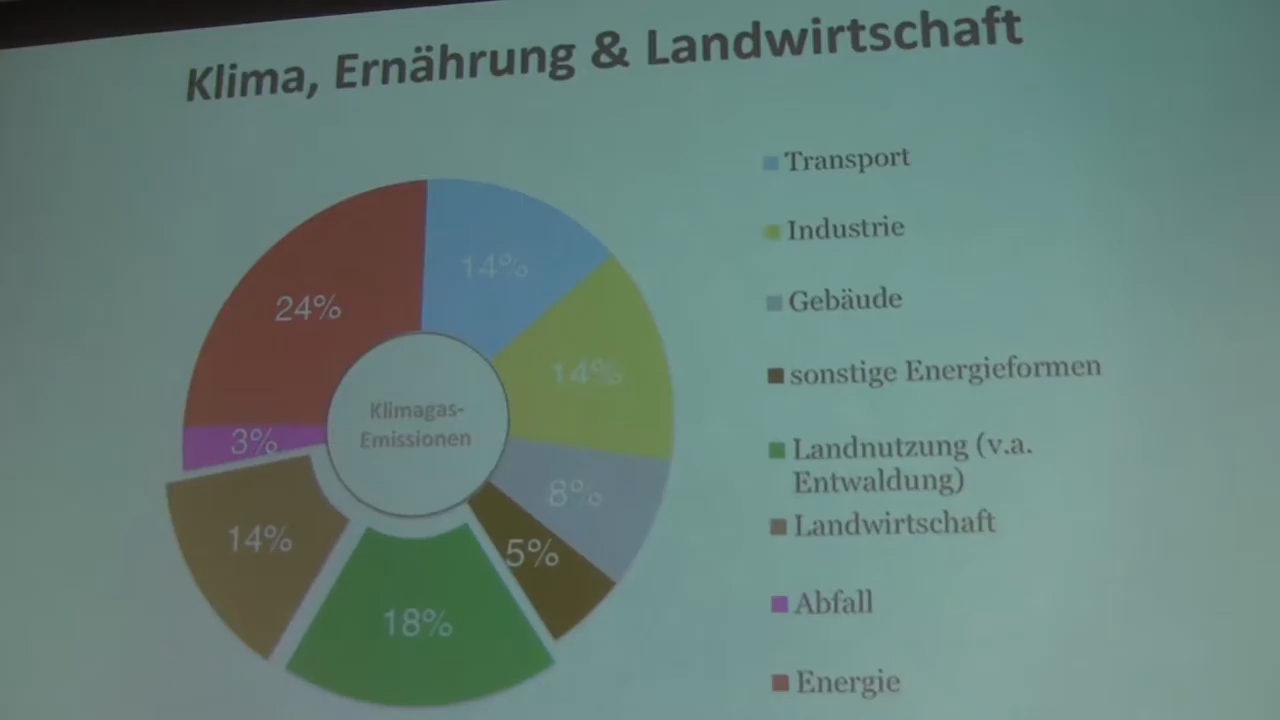 Klima, Ernährung & Landwirtschaft
24%
14%
14%
3%
8%
14%
5%
18%
Klimagas-
Emissionen
Transport
Industrie
Gebäude
sonstige Energieformen
Landnutzung (v.a.
Entwaldung)
Landwirtschaft
Abfall
Energie